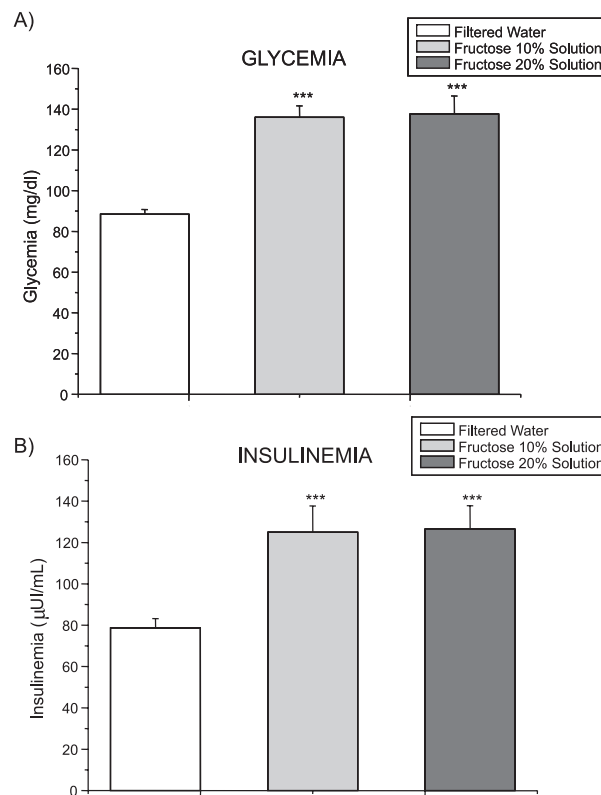 A)
Filtered Water
Fructose 10% Solution
Fructose 20% Solution
GLYCEMIA
160
140
120
100
80
60
40
20
0
Glycemia (mg/dl)
***
***
B)
Filtered Water
Fructose 10% Solution
Fructose 20% Solution
INSULINEMIA
160
140
120
100
80
60
40
20
0
Insulinemia (µUI/mL)
***
***